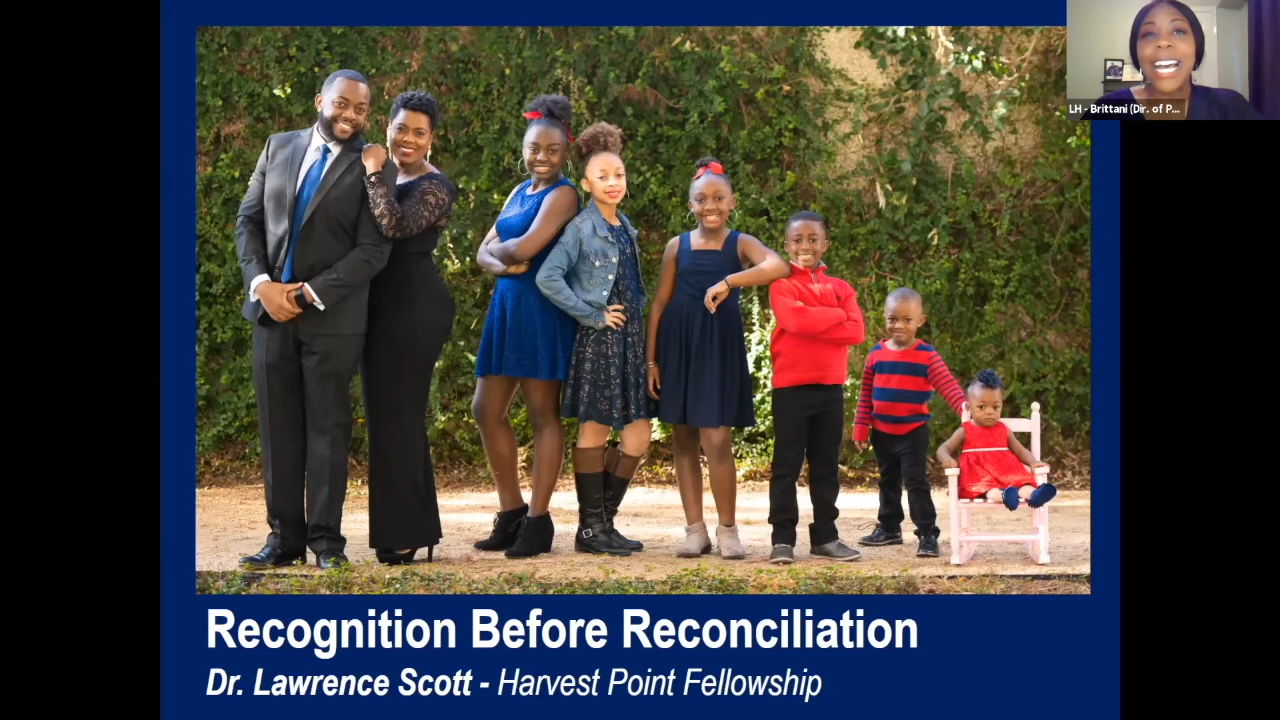 LH - Brittani (Dir. of P...
Recognition Before Reconciliation
Dr. Lawrence Scott - Harvest Point Fellowship